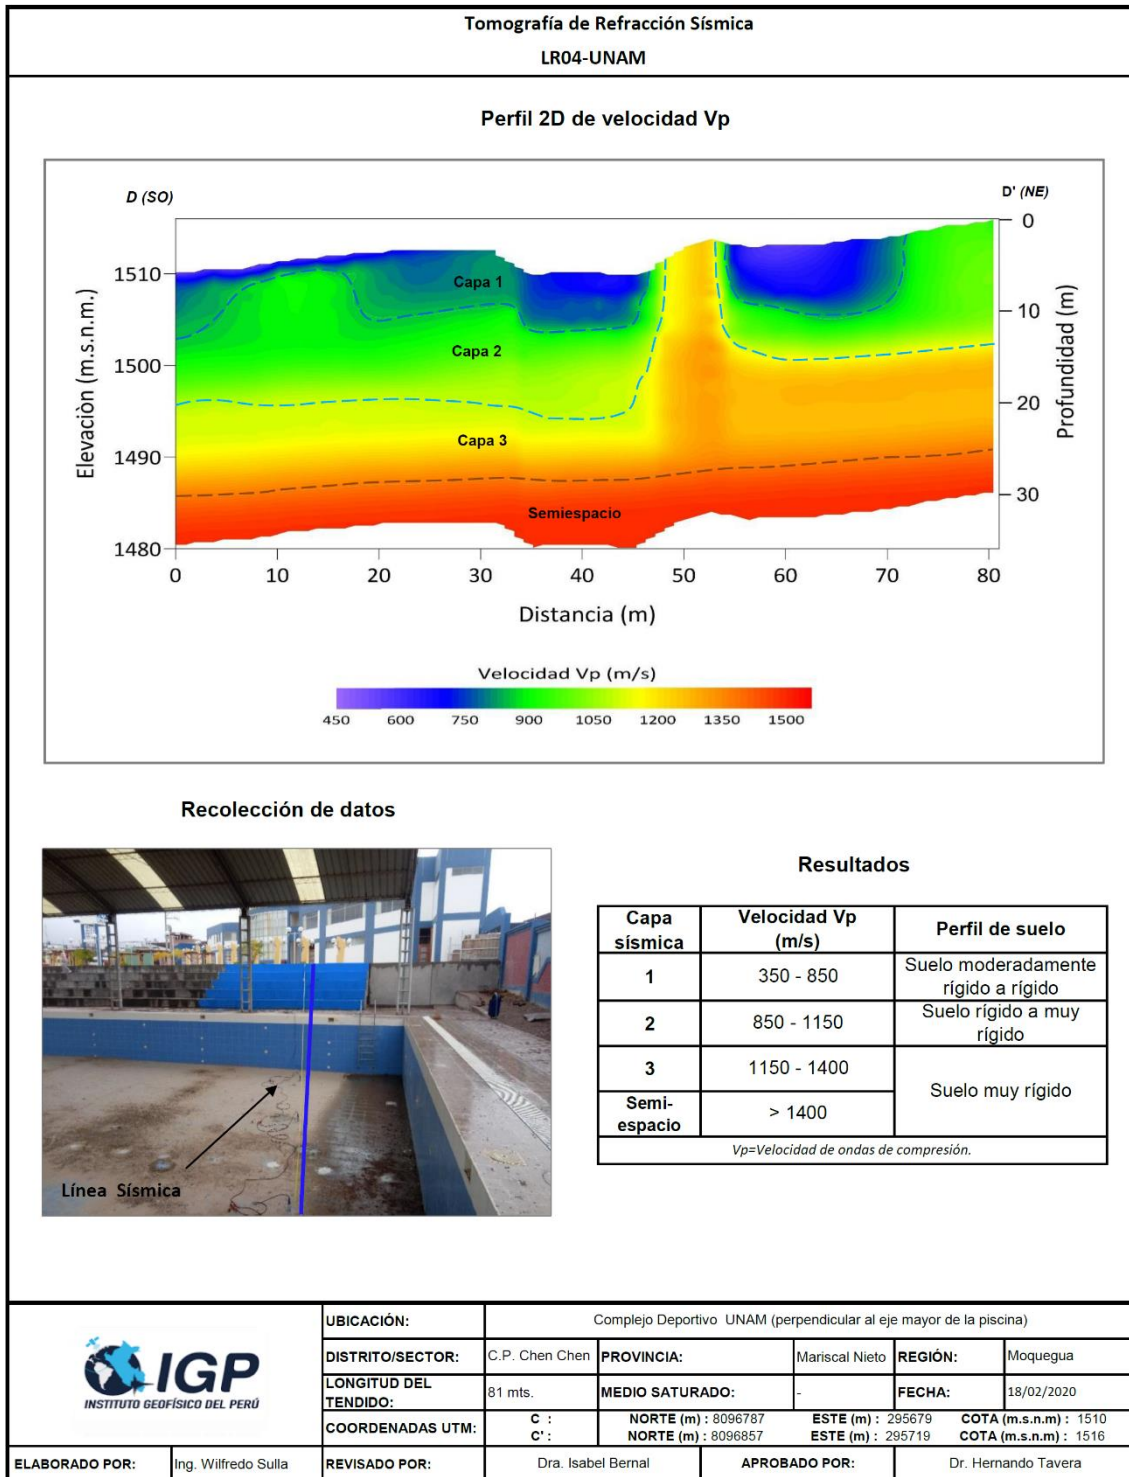 Tomografía de Refracción Sísmica
LR04-UNAM
Perfil 2D de velocidad Vp
D (SO)
D' (NE)
Elevaciòn (m.s.n.m.)
1510
1500
1490
1480
Capa 1
Capa 2
Capa 3
Semiespacio
0
10
20
30
Profundidad (m)
0 10 20 30 40 50 60 70 80
Distancia (m)
Velocidad Vp (m/s)
450 600 750 900 1050 1200 1350 1500
Recolección de datos
Línea Sísmica
Resultados
Capa sísmica Velocidad Vp (m/s) Perfil de suelo
1 350 - 850 Suelo moderadamente rígido a rígido
2 850 - 1150 Suelo rígido a muy rígido
3 1150 - 1400 Suelo muy rígido
Semi-espacio > 1400
Vp=Velocidad de ondas de compresión.
IGP
INSTITUTO GEOFÍSICO DEL PERÚ
UBICACIÓN: Complejo Deportivo UNAM (perpendicular al eje mayor de la piscina)
DISTRITO/SECTOR: C.P. Chen Chen PROVINCIA: Mariscal Nieto REGIÓN: Moquegua
LONGITUD DEL TENDIDO: 81 mts. MEDIO SATURADO: - FECHA: 18/02/2020
COORDENADAS UTM: C : NORTE (m) : 8096787 ESTE (m) : 295679 COTA (m.s.n.m) : 1510
C' : NORTE (m) : 8096857 ESTE (m) : 295719 COTA (m.s.n.m) : 1516
ELABORADO POR: Ing. Wilfredo Sulla REVISADO POR: Dra. Isabel Bernal APROBADO POR: Dr. Hernando Tavera